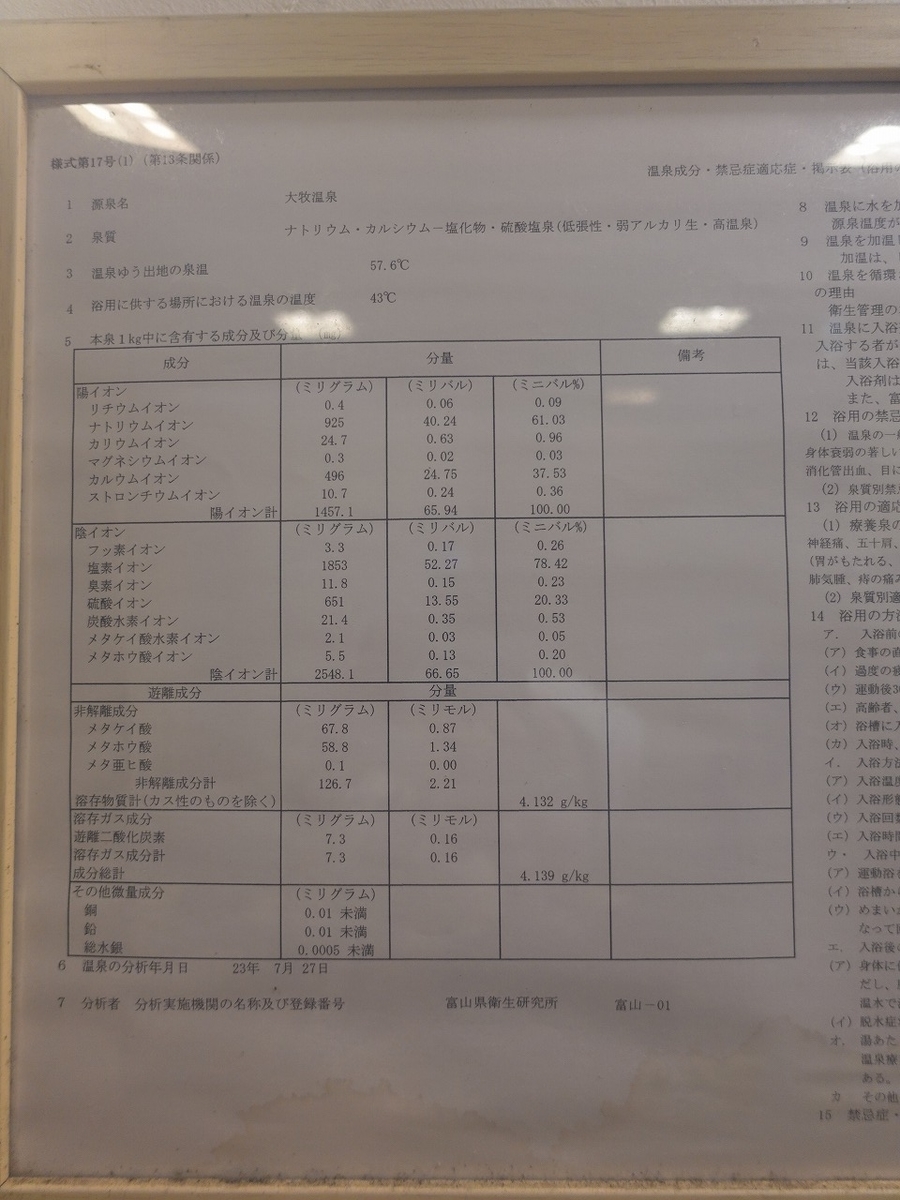 様式第17号(1) (第13条関係)
温泉成分・禁忌症適応症・掲示表(浴用の
1 源泉名 大牧温泉
2 泉質 ナトリウム・カルシウム－塩化物・硫酸塩泉(低張性・弱アルカリ生・高温泉)
3 温泉ゆう出地の泉温 57.6℃
4 浴用に供する場所における温泉の温度 43℃
5 本泉1kg中に含有する成分及び分量 (mg)
成分 分量 備考
陽イオン (ミリグラム) (ミリバル) (ミニバル%)
リチウムイオン 0.4 0.06 0.09
ナトリウムイオン 925 40.24 61.03
カリウムイオン 24.7 0.63 0.96
マグネシウムイオン 0.3 0.02 0.03
カルウムイオン 496 24.75 37.53
ストロンチウムイオン 10.7 0.24 0.36
陽イオン計 1457.1 65.94 100.00
陰イオン (ミリグラム) (ミリバル) (ミニバル%)
フッ素イオン 3.3 0.17 0.26
塩素イオン 1853 52.27 78.42
臭素イオン 11.8 0.15 0.23
硫酸イオン 651 13.55 20.33
炭酸水素イオン 21.4 0.35 0.53
メタケイ酸水素イオン 2.1 0.03 0.05
メタホウ酸イオン 5.5 0.13 0.20
陰イオン計 2548.1 66.65 100.00
遊離成分 分量
非解離成分 (ミリグラム) (ミリモル)
メタケイ酸 67.8 0.87
メタホウ酸 58.8 1.34
メタ亜ヒ酸 0.1 0.00
非解離成分計 126.7 2.21
溶存物質計(カス性のものを除く) 4.132 g/kg
溶存ガス成分 (ミリグラム) (ミリモル)
遊離二酸化炭素 7.3 0.16
溶存ガス成分計 7.3 0.16
成分総計 4.139 g/kg
その他微量成分 (ミリグラム)
銅 0.01 未満
鉛 0.01 未満
総水銀 0.0005 未満
6 温泉の分析年月日 23年 7月 27日
7 分析者 分析実施機関の名称及び登録番号 富山県衛生研究所 富山－01
8 温泉に水を加
源泉温度が
9 温泉を加温
加温は、
10 温泉を循環
の理由
衛生管理の
11 温泉に入浴
入浴する者が
は、当該入浴
入浴剤は
また、富
12 浴用の禁忌
(1) 温泉の一般
身体衰弱の著しい
消化管出血、目に
(2) 泉質別禁
13 浴用の適応
(1) 療養泉の
神経痛、五十肩、
(胃がもたれる、
肺気腫、痔の痛み
(2) 泉質別適
14 浴用の方法
ア. 入浴前の
(ア) 食事の直
(イ) 過度の疲
(ウ) 運動後30
(エ) 高齢者、
(オ) 浴槽に入
(カ) 入浴時、
イ. 入浴方法
(ア) 入浴温度
(イ) 入浴形態
(ウ) 入浴回数
(エ) 入浴時間
ウ・ 入浴中
(ア) 運動浴を
(イ) 浴槽から
(ウ) めまいが
なって
エ. 入浴後の
(ア) 身体に
だし、
温水で
(イ) 脱水症
オ. 湯あた
温泉療
ある。
カ その他
15 禁忌症・